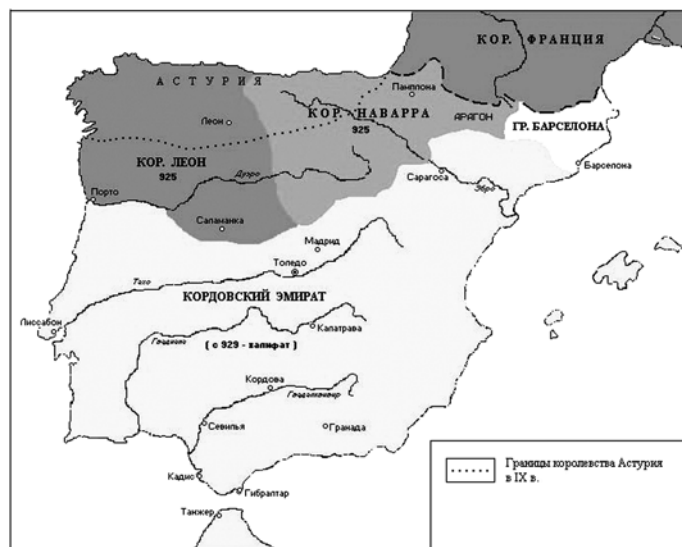 КОР. ФРАНЦИЯ
АСТУРИЯ
Памплона
Леон
КОР. НАВАРРА
925
АРАГОН
ГР. БАРСЕЛОНА
КОР. ЛЕОН
925
Дуэро
Барселона
Сарагоса
Эбро
Порто
Саламанка
Мадрид
Толедо
Тахо
КОРДОВСКИЙ ЭМИРАТ
Лиссабон
Калатрава
Гвадиана
( с 929 - халифат )
Кордова
Гвадалквивир
Севилья
Гранада
Кадис
Гибралтар
Танжер
Границы королевства Астурия
в IX в.